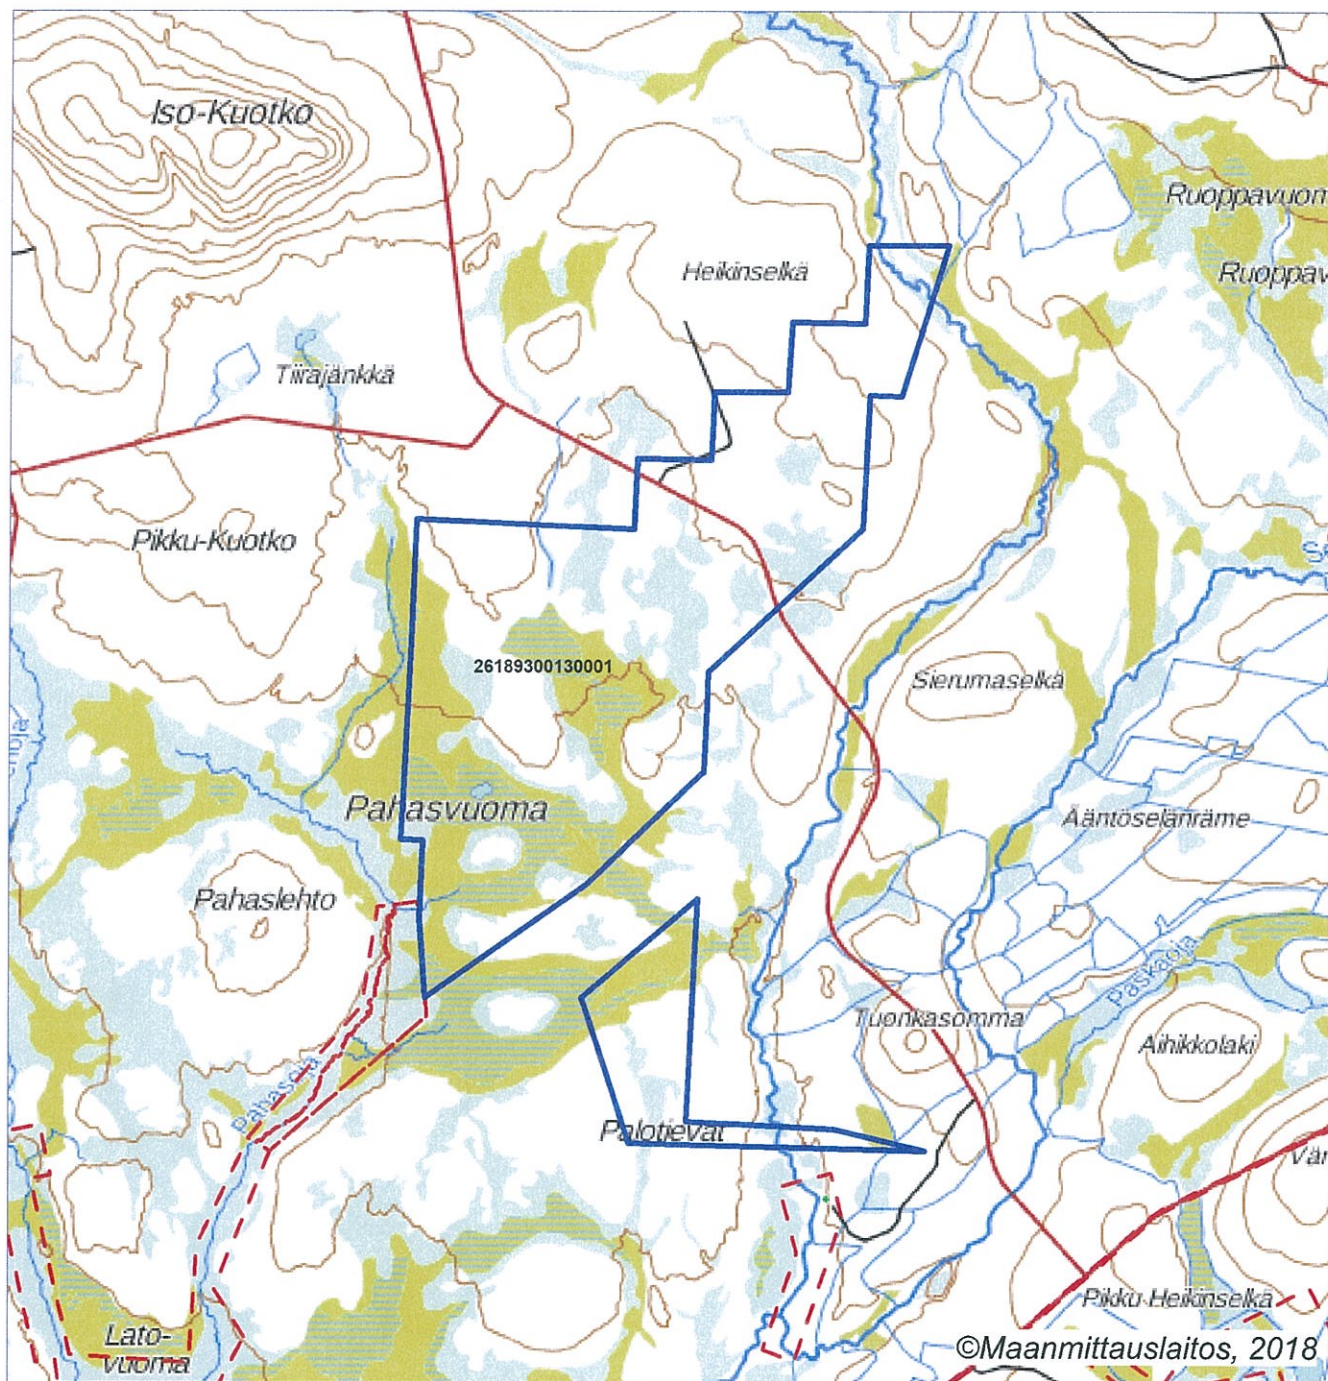 Iso-Kuotko
Ruoppavuom
Heikinselkä
Ruoppav
Tiirajänkkä
Pikku-Kuotko
26189300130001
Sierumaselkä
Pahasvuoma
Ääntöselänräme
Pahaslehto
Paskaoja
Tuonkasomma
Aihikkolaki
Pahasoja
Palotievat
Vär
Pikku Heikinselkä
Lato-
vuoma
©Maanmittauslaitos, 2018